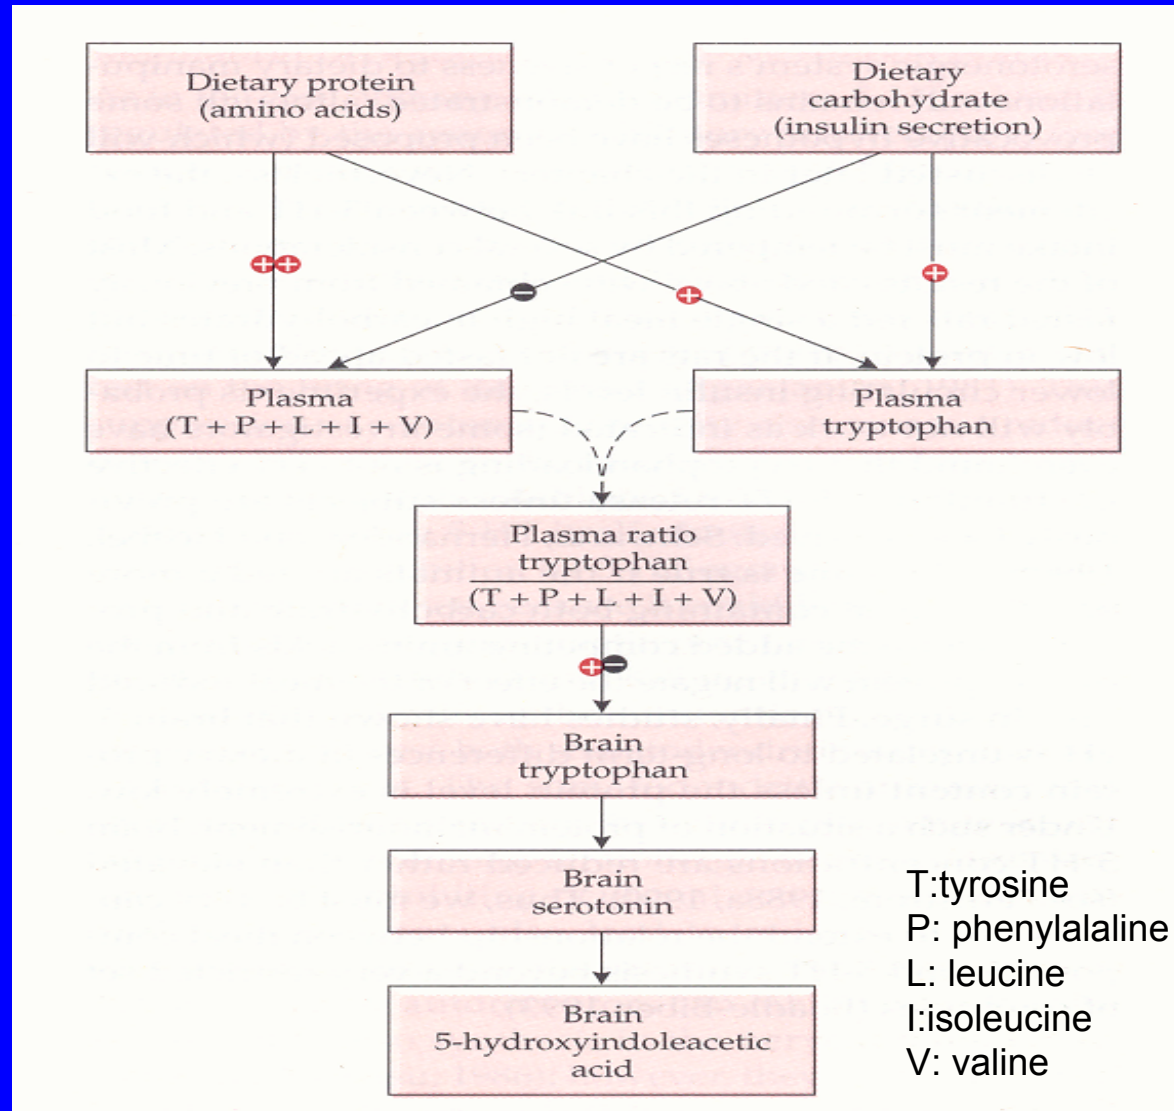 Dietary protein
(amino acids)
Dietary
carbohydrate
(insulin secretion)
++
−
+
+
Plasma
(T + P + L + I + V)
Plasma
tryptophan
Plasma ratio
tryptophan
(T + P + L + I + V)
+−
Brain
tryptophan
Brain
serotonin
Brain
5-hydroxyindoleacetic
acid
T:tyrosine
P: phenylalaline
L: leucine
I:isoleucine
V: valine